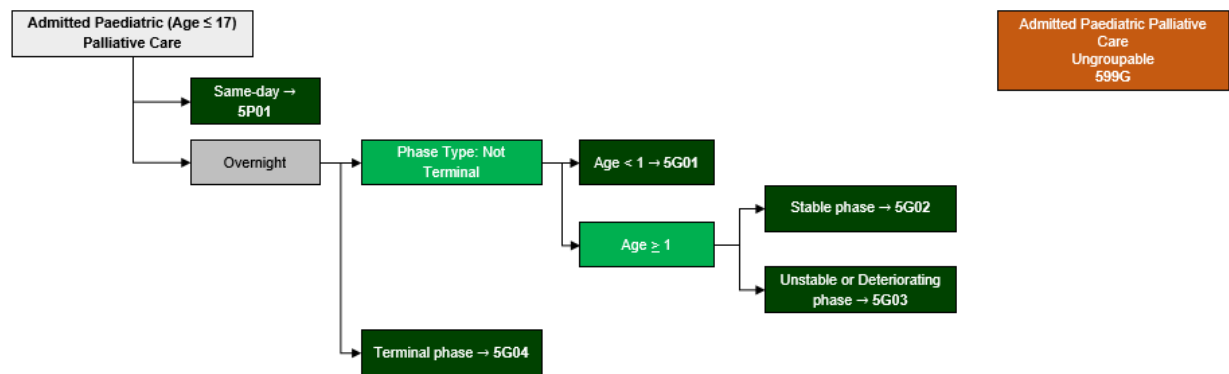 Admitted Paediatric (Age ≤ 17)
Palliative Care
Admitted Paediatric Palliative
Care
Ungroupable
599G
Same-day →
5P01
Overnight
Phase Type: Not
Terminal
Age < 1 → 5G01
Stable phase → 5G02
Age ≥ 1
Unstable or Deteriorating
phase → 5G03
Terminal phase → 5G04